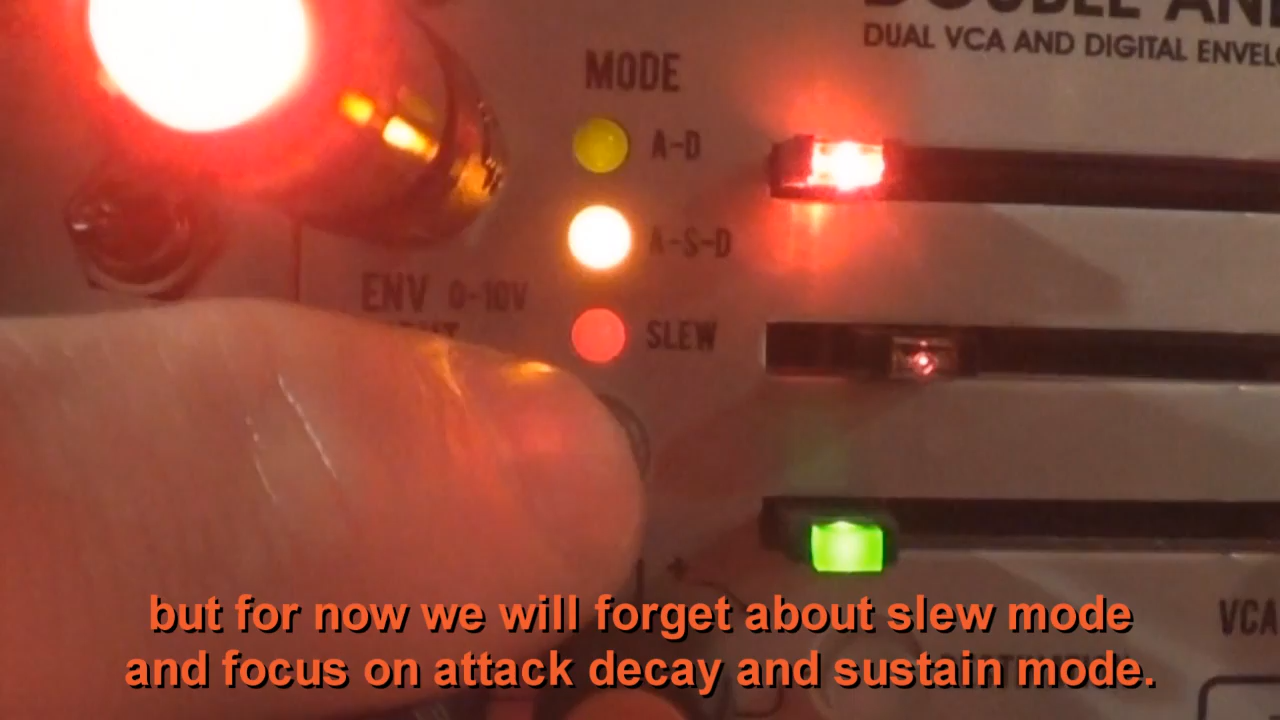 DUAL VCA AND DIGITAL
MODE
A-D
A-S-D
ENV 0-10V
SLEW
+
VCA
but for now we will forget about slew mode
and focus on attack decay and sustain mode.